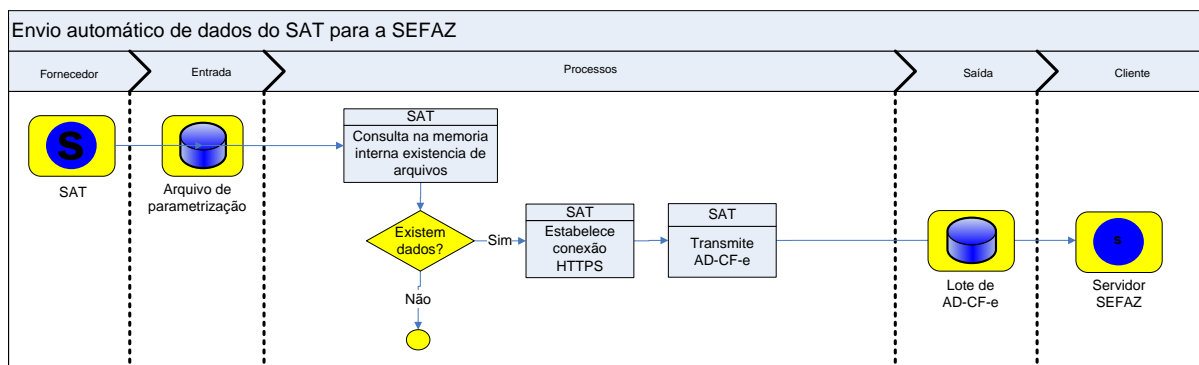 Envio automático de dados do SAT para a SEFAZ
Fornecedor
Entrada
Processos
Saída
Cliente
S
SAT
Arquivo de
parametrização
SAT
Consulta na memoria
interna existencia de
arquivos
Existem
dados?
Sim
Não
SAT
Estabelece
conexão
HTTPS
SAT
Transmite
AD-CF-e
Lote de
AD-CF-e
s
Servidor
SEFAZ